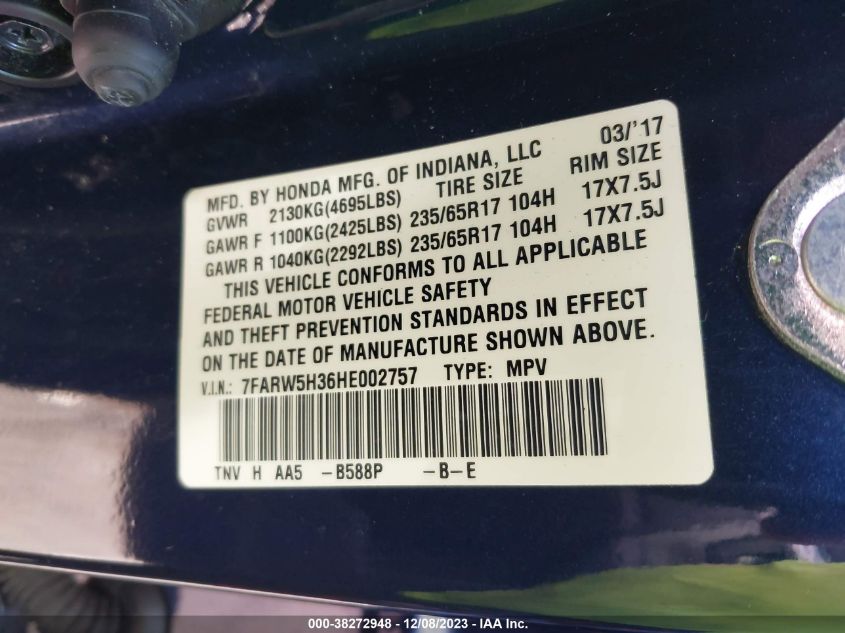 MFD. BY HONDA MFG. OF INDIANA, LLC 03/'17
GVWR 2130KG(4695LBS) TIRE SIZE RIM SIZE
GAWR F 1100KG(2425LBS) 235/65R17 104H 17X7.5J
GAWR R 1040KG(2292LBS) 235/65R17 104H 17X7.5J
THIS VEHICLE CONFORMS TO ALL APPLICABLE
FEDERAL MOTOR VEHICLE SAFETY
AND THEFT PREVENTION STANDARDS IN EFFECT
ON THE DATE OF MANUFACTURE SHOWN ABOVE.
V.I.N.: 7FARW5H36HE002757 TYPE: MPV
TNV H AA5 -B588P -B-E
000-38272948 - 12/08/2023 - IAA Inc.